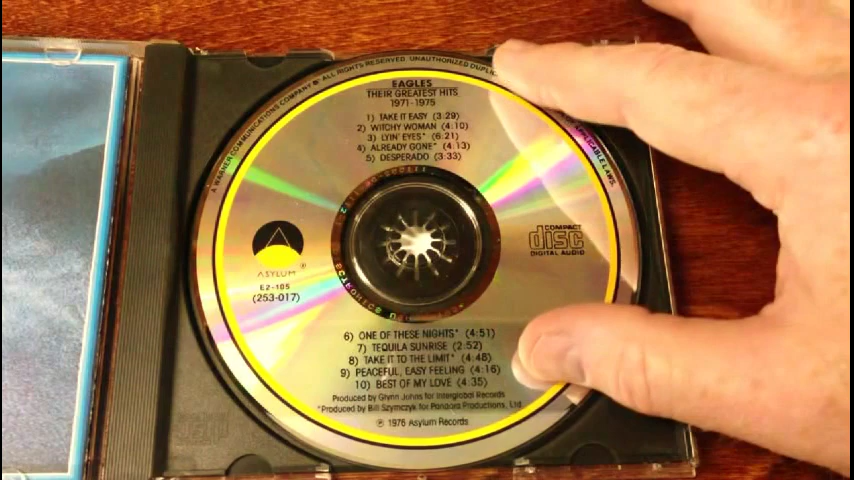 A WARNER COMMUNICATIONS COMPANY ℗ ALL RIGHTS RESERVED. UNAUTHORIZED
APPLICABLE LAWS.
EAGLES
THEIR GREATEST HITS
1971-1975
1) TAKE IT EASY (3:29)
2) WITCHY WOMAN (4:10)
3) LYIN' EYES* (6:21)
4) ALREADY GONE* (4:13)
5) DESPERADO (3:33)
ASYLUM ®
E2-105
(253-017)
COMPACT
disc
DIGITAL AUDIO
6) ONE OF THESE NIGHTS* (4:51)
7) TEQUILA SUNRISE (2:52)
8) TAKE IT TO THE LIMIT* (4:48)
9) PEACEFUL, EASY FEELING (4:16)
10) BEST OF MY LOVE (4:35)
Produced by Glynn Johns for Interglobal Records
*Produced by Bill Szymczyk for Pandora Productions, Ltd.
℗ 1976 Asylum Records